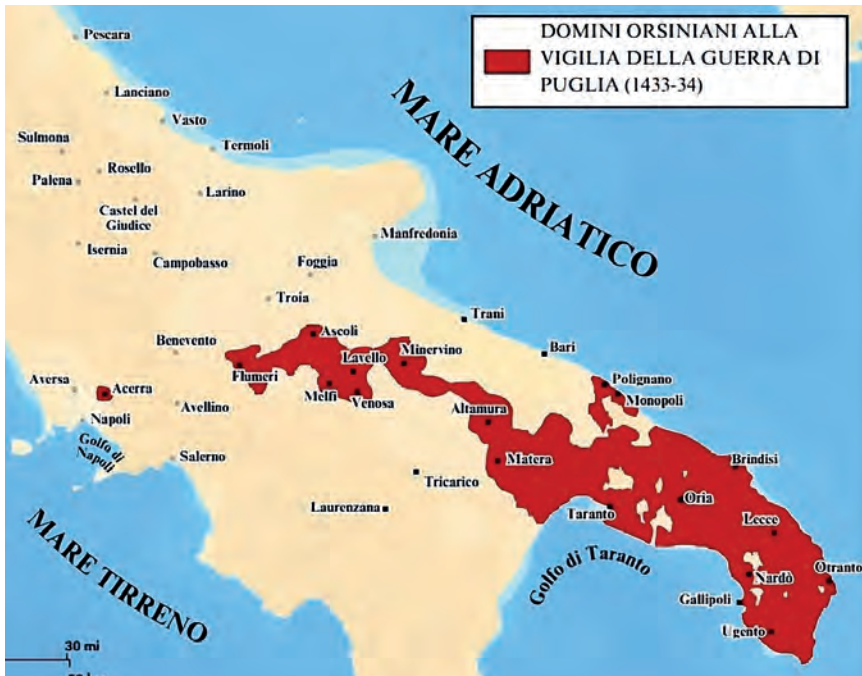 DOMINI ORSINIANI ALLA
VIGILIA DELLA GUERRA DI
PUGLIA (1433-34)
Pescara
Lanciano
Vasto
Sulmona
Termoli
Palena
Rosello
Larino
Castel del
Giudice
Isernia
Campobasso
MARE ADRIATICO
Manfredonia
Foggia
Troia
Trani
Benevento
Ascoli
Bari
Lavello
Minervino
Flumeri
Melfi
Venosa
Polignano
Monopoli
Aversa
Acerra
Avellino
Altamura
Napoli
Golfo di
Napoli
Salerno
Matera
Brindisi
Tricarico
Laurenzana
Taranto
Oria
Lecce
MARE TIRRENO
Golfo di Taranto
Nardò
Otranto
Gallipoli
Ugento
30 mi